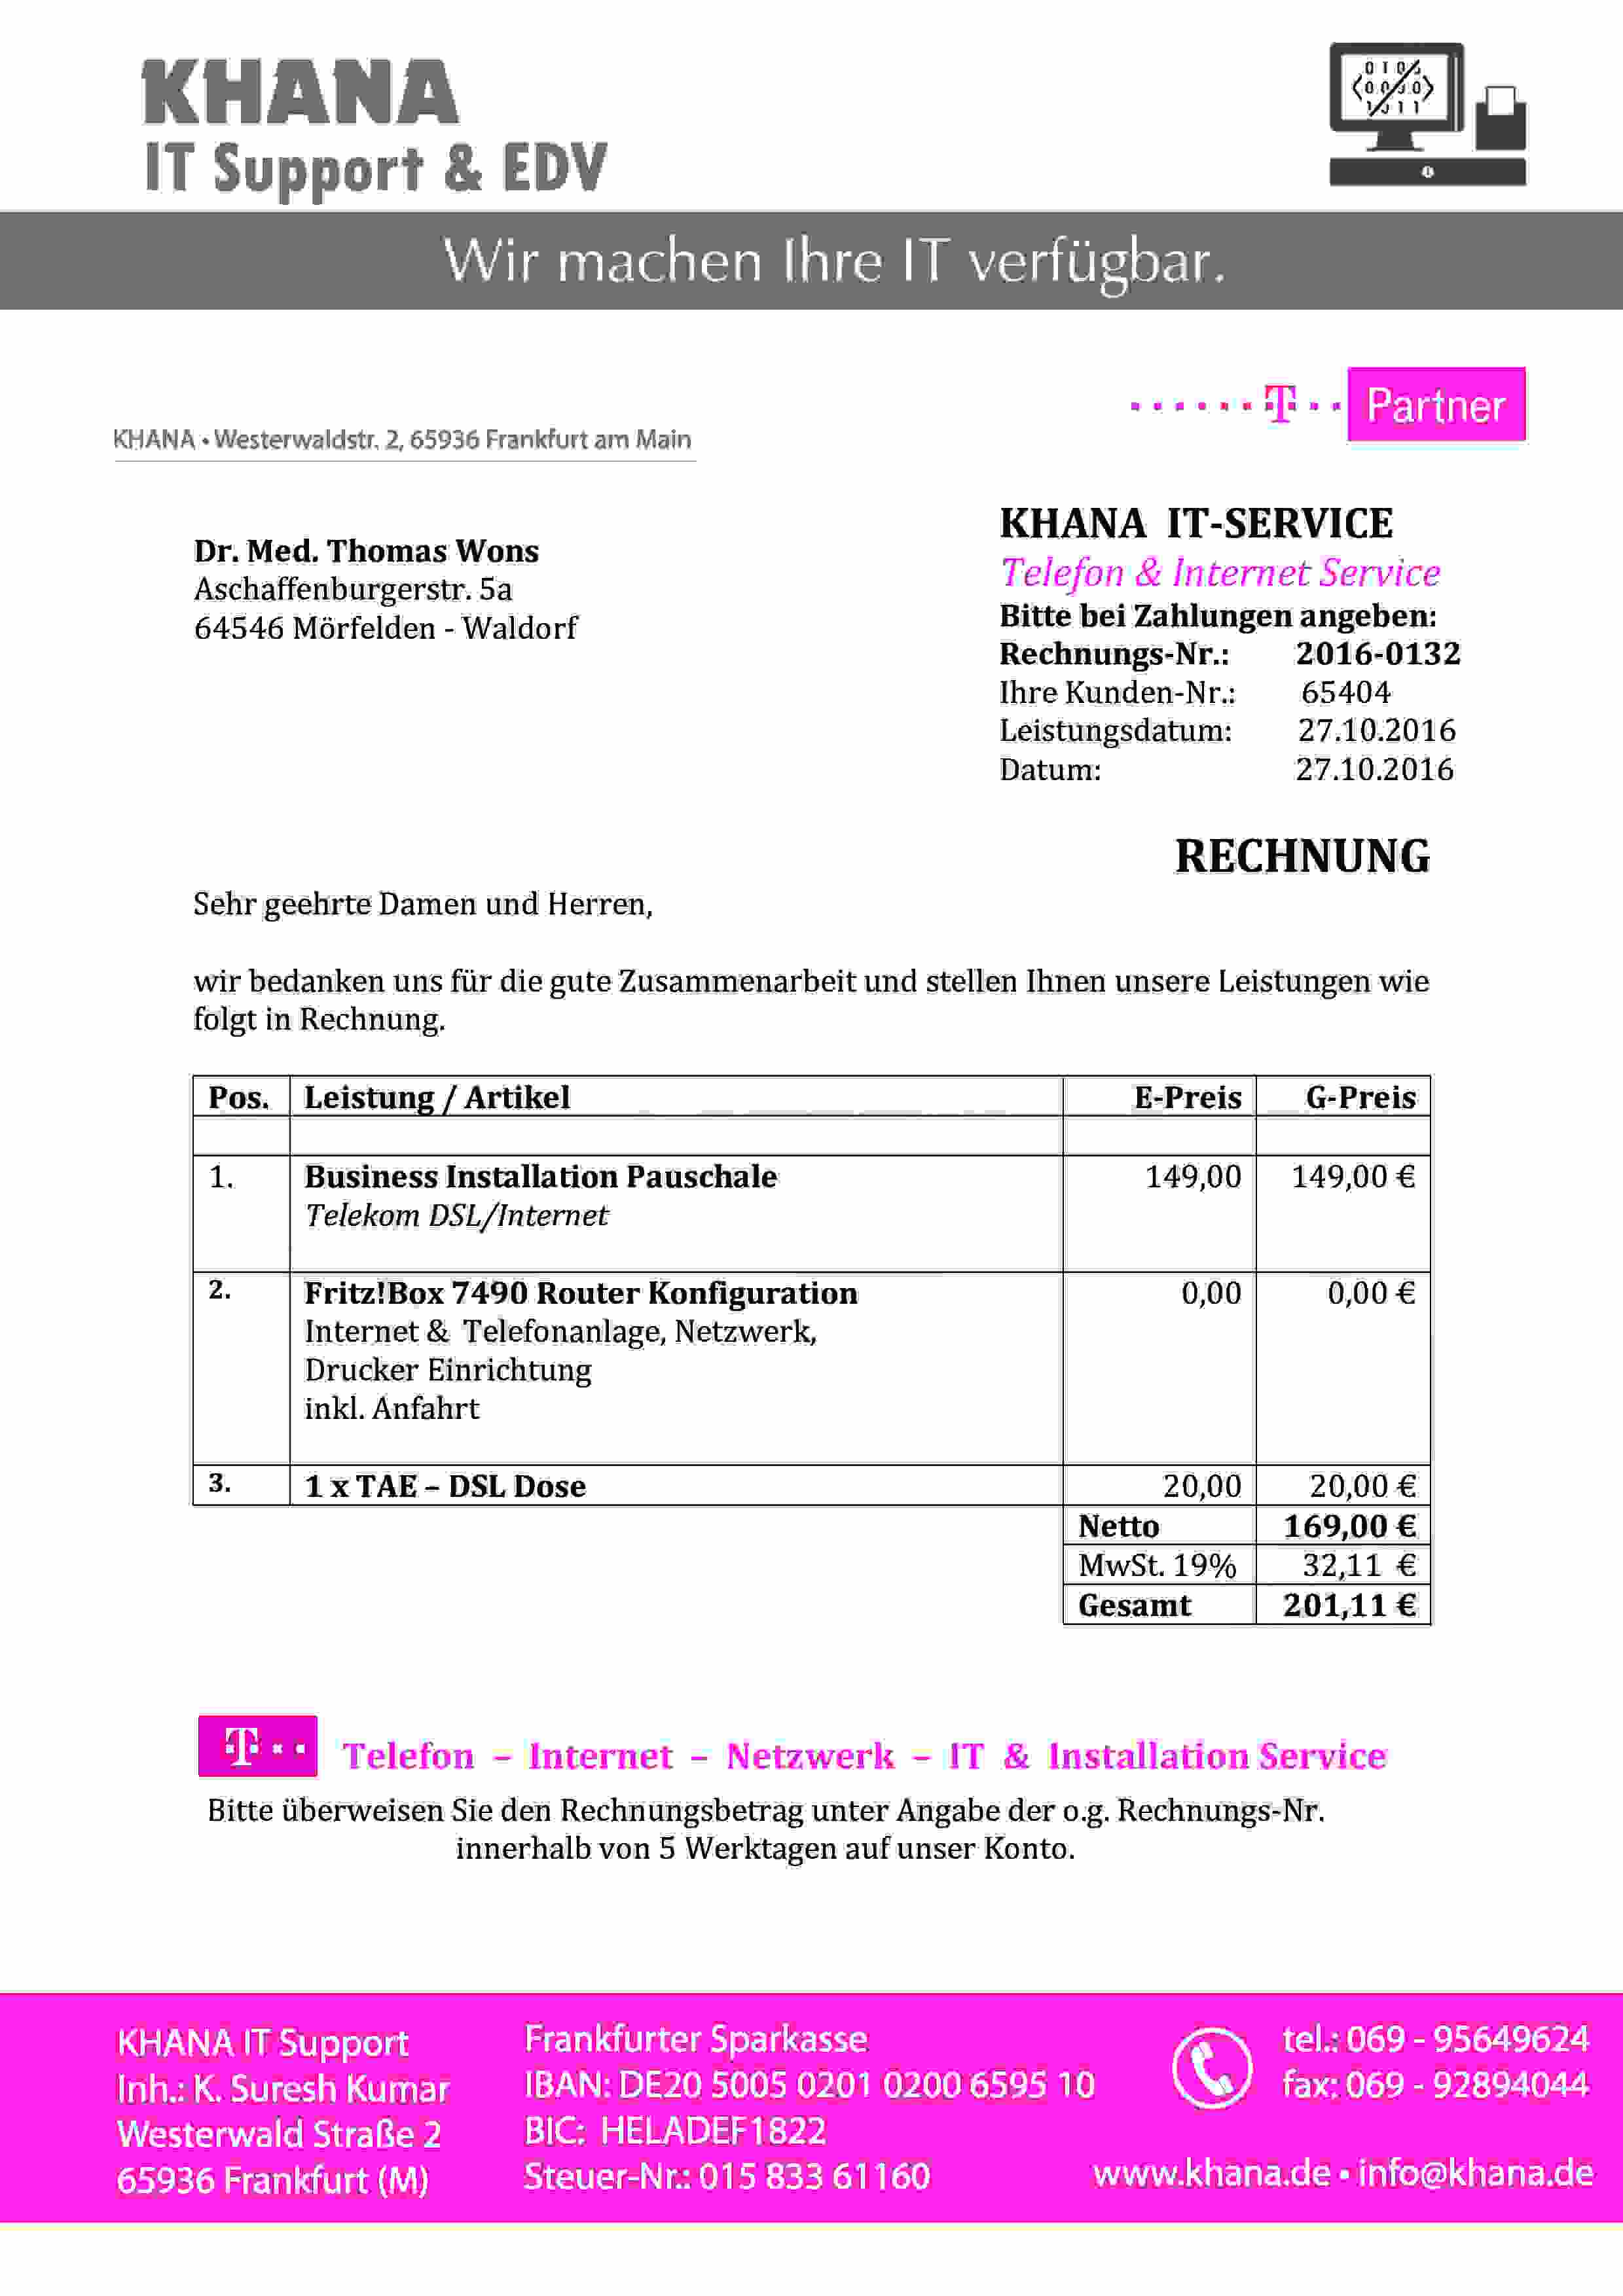 KHANA
IT Support & EDV
Wir machen Ihre IT verfügbar.
T Partner
KHANA • Westerwaldstr. 2, 65936 Frankfurt am Main
KHANA IT-SERVICE
Telefon & Internet Service
Bitte bei Zahlungen angeben:
Rechnungs-Nr.: 2016-0132
Ihre Kunden-Nr.: 65404
Leistungsdatum: 27.10.2016
Datum: 27.10.2016
Dr. Med. Thomas Wons
Aschaffenburgerstr. 5a
64546 Mörfelden - Waldorf
RECHNUNG
Sehr geehrte Damen und Herren,
wir bedanken uns für die gute Zusammenarbeit und stellen Ihnen unsere Leistungen wie
folgt in Rechnung.
Pos. Leistung / Artikel E-Preis G-Preis
1. Business Installation Pauschale 149,00 149,00 €
Telekom DSL/Internet
2. Fritz!Box 7490 Router Konfiguration 0,00 0,00 €
Internet & Telefonanlage, Netzwerk,
Drucker Einrichtung
inkl. Anfahrt
3. 1 x TAE – DSL Dose 20,00 20,00 €
Netto 169,00 €
MwSt. 19% 32,11 €
Gesamt 201,11 €
T Telefon – Internet – Netzwerk – IT & Installation Service
Bitte überweisen Sie den Rechnungsbetrag unter Angabe der o.g. Rechnungs-Nr.
innerhalb von 5 Werktagen auf unser Konto.
KHANA IT Support
Inh.: K. Suresh Kumar
Westerwald Straße 2
65936 Frankfurt (M)
Frankfurter Sparkasse
IBAN: DE20 5005 0201 0200 6595 10
BIC: HELADEF1822
Steuer-Nr.: 015 833 61160
tel.: 069 - 95649624
fax: 069 - 92894044
www.khana.de • info@khana.de